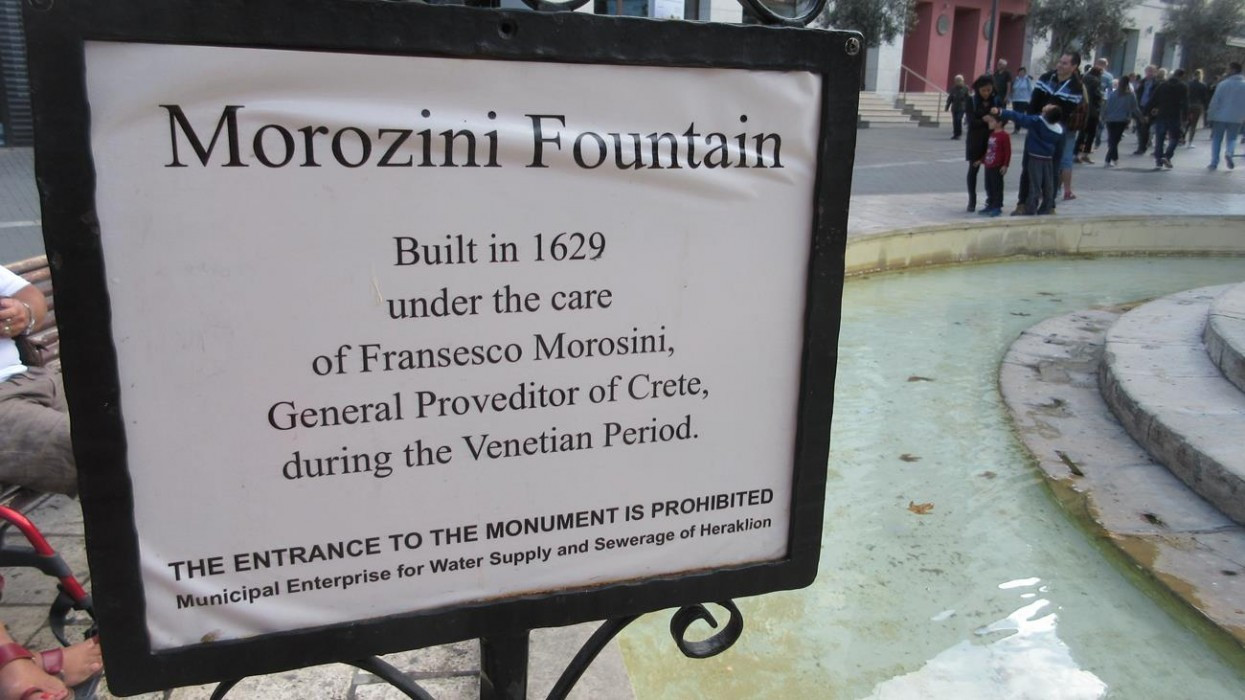 Morozini Fountain
Built in 1629
under the care
of Fransesco Morosini,
General Proveditor of Crete,
during the Venetian Period.
THE ENTRANCE TO THE MONUMENT IS PROHIBITED
Municipal Enterprise for Water Supply and Sewerage of Heraklion